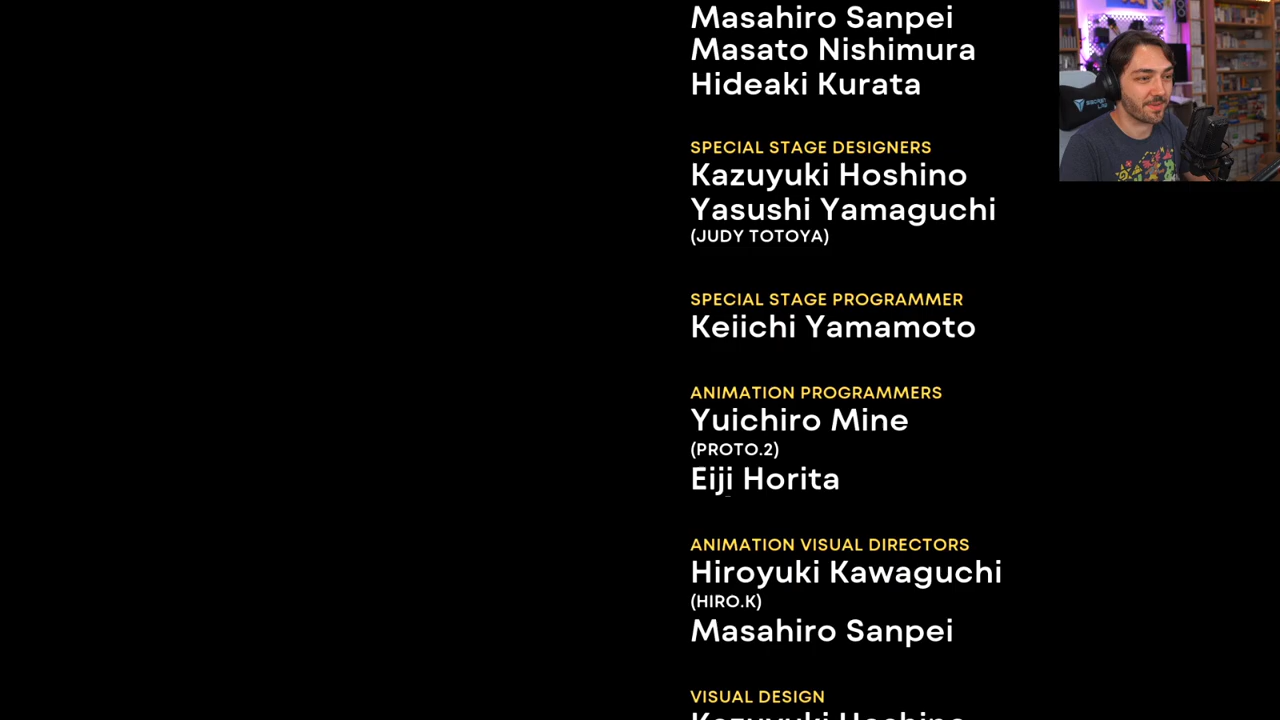 Masahiro Sanpei
Masato Nishimura
Hideaki Kurata
SPECIAL STAGE DESIGNERS
Kazuyuki Hoshino
Yasushi Yamaguchi
(JUDY TOTOYA)
SPECIAL STAGE PROGRAMMER
Keiichi Yamamoto
ANIMATION PROGRAMMERS
Yuichiro Mine
(PROTO.2)
Eiji Horita
ANIMATION VISUAL DIRECTORS
Hiroyuki Kawaguchi
(HIRO.K)
Masahiro Sanpei
VISUAL DESIGN
Kazuyuki Hoshino